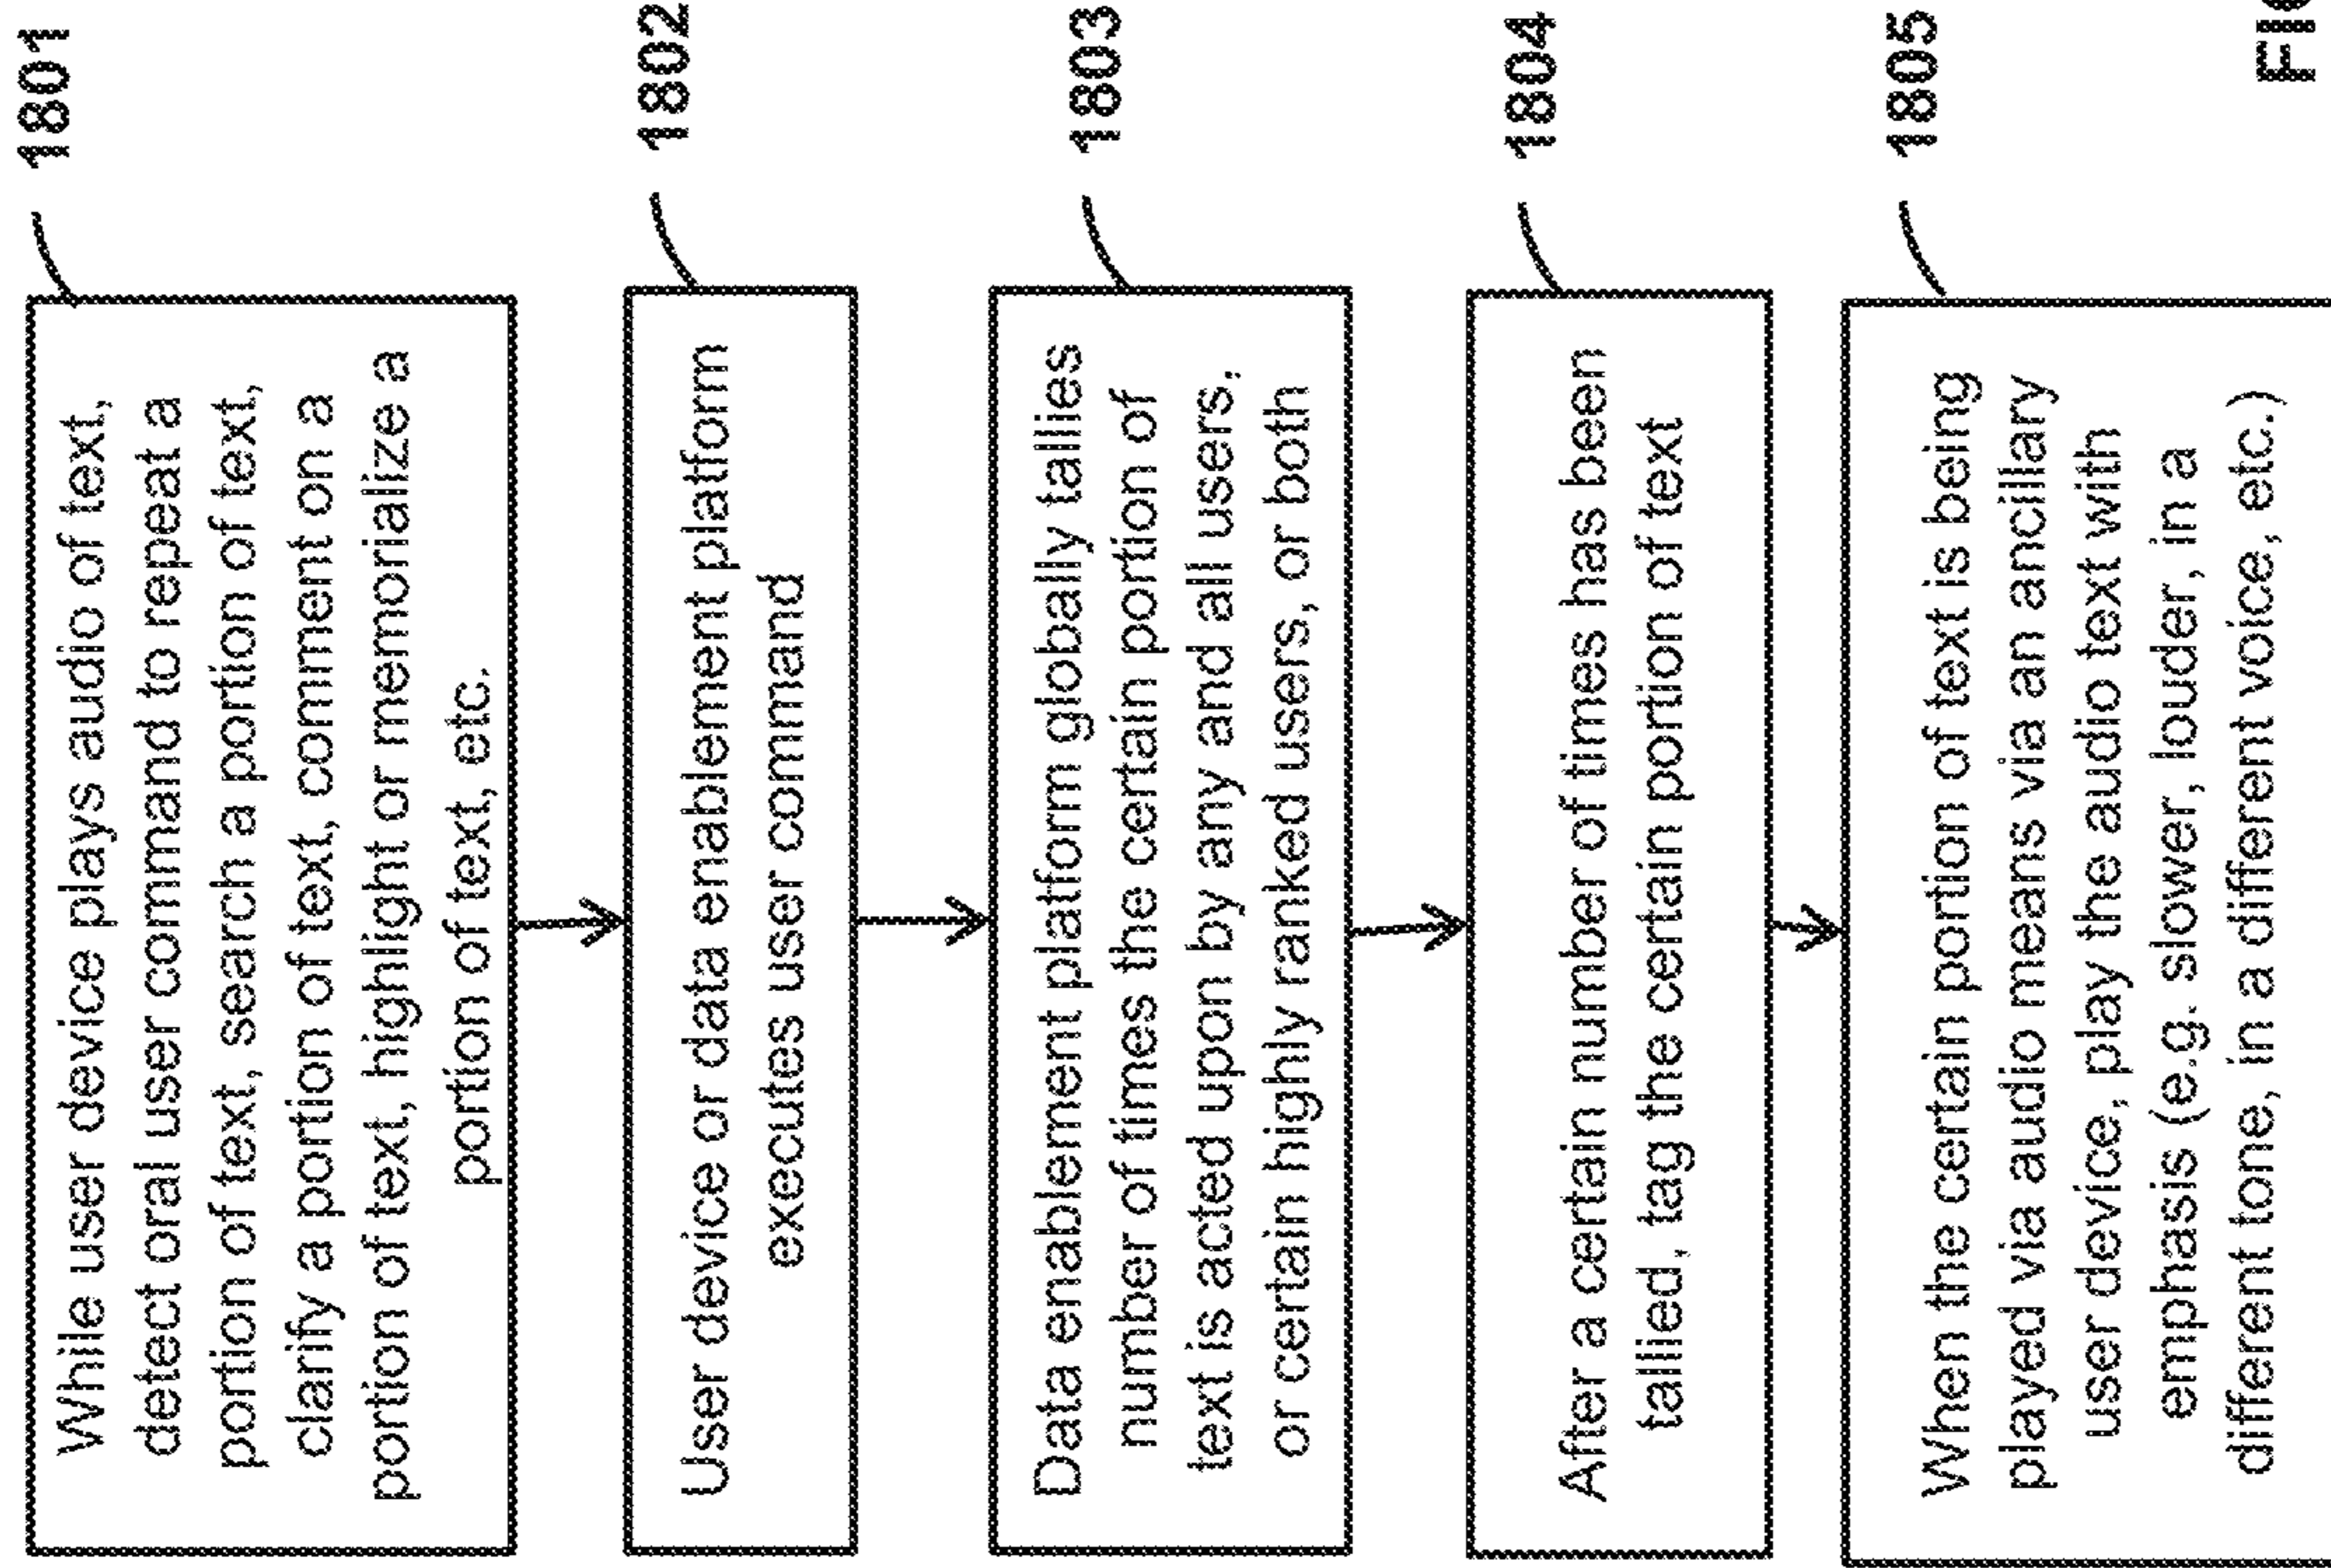 While user device plays audio of text,
detect oral user command to repeat a
portion of text, search a portion of text,
clarify a portion of text, comment on a
portion of text, highlight or memorialize a
portion of text, etc.
1801
User device or data enablement platform
executes user command
1802
Data enablement platform globally tallies
number of times the certain portion of
text is acted upon by any and all users,
or certain highly ranked users, or both
1803
After a certain number of times has been
tallied, tag the certain portion of text
1804
When the certain portion of text is being
played via audio means via an ancillary
user device, play the audio text with
emphasis (e.g. slower, louder, in a
different tone, in a different voice, etc.)
1805